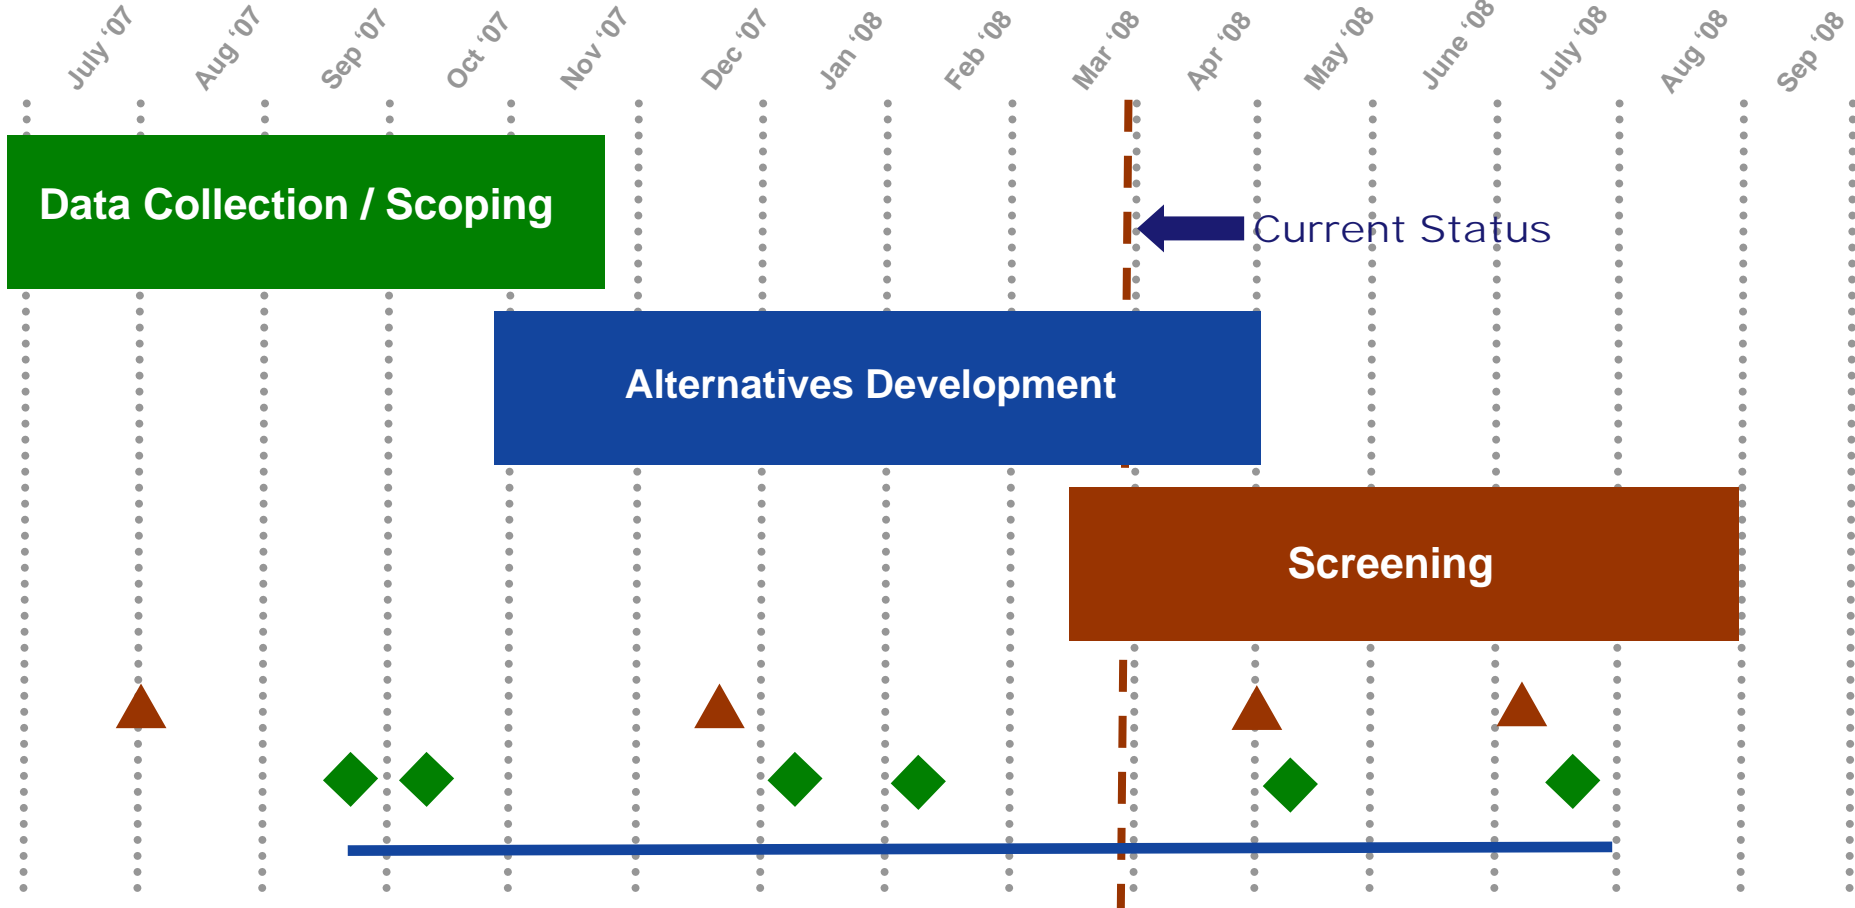 July ‘07
Aug ‘07
Sep ‘07
Oct ‘07
Nov ‘07
Dec ‘07
Jan ‘08
Feb ‘08
Mar ‘08
Apr ‘08
May ‘08
June ‘08
July ‘08
Aug ‘08
Sep ‘08
Data Collection / Scoping
Current Status
Alternatives Development
Screening